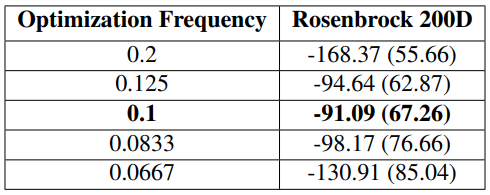 Optimization Frequency Rosenbrock 200D
0.2 -168.37 (55.66)
0.125 -94.64 (62.87)
0.1 -91.09 (67.26)
0.0833 -98.17 (76.66)
0.0667 -130.91 (85.04)